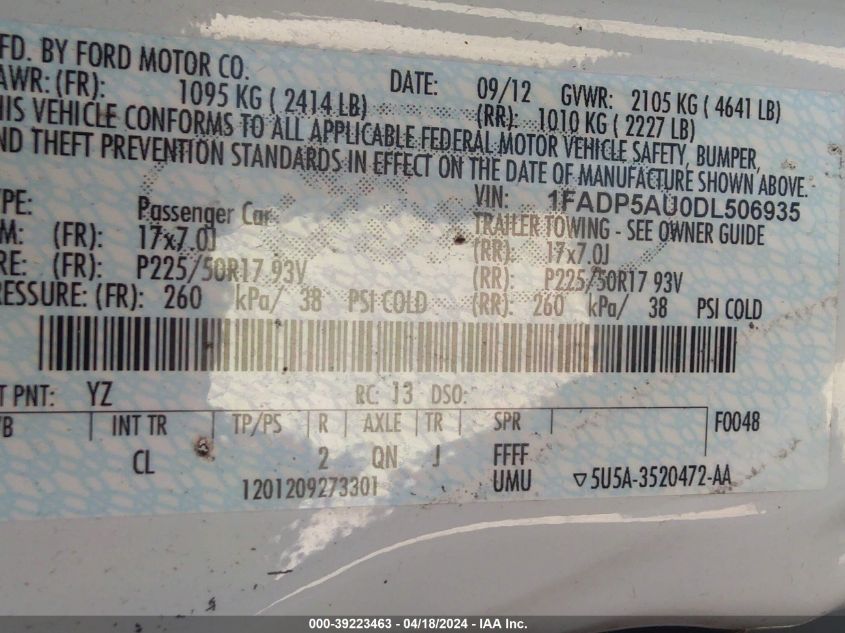 FD. BY FORD MOTOR CO. DATE: 09/12 GVWR: 2105 KG ( 4641 LB)
AWR: (FR): 1095 KG ( 2414 LB) (RR): 1010 KG ( 2227 LB)
HIS VEHICLE CONFORMS TO ALL APPLICABLE FEDERAL MOTOR VEHICLE SAFETY, BUMPER,
ND THEFT PREVENTION STANDARDS IN EFFECT ON THE DATE OF MANUFACTURE SHOWN ABOVE.
VIN: 1FADP5AU0DL506935
PE: Passenger Car TRAILER TOWING - SEE OWNER GUIDE
M: (FR): 17x7.0J (RR): 17x7.0J
RE: (FR): P225/50R17 93V (RR): P225/50R17 93V
RESSURE: (FR): 260 kPa/ 38 PSI COLD (RR): 260 kPa/ 38 PSI COLD
T PNT: YZ RC: 13 DSO:
B INT TR TP/PS R AXLE TR SPR F0048
CL 2 QN J FFFF
1201209273301 UMU ▽5U5A-3520472-AA
000-39223463 - 04/18/2024 - IAA Inc.